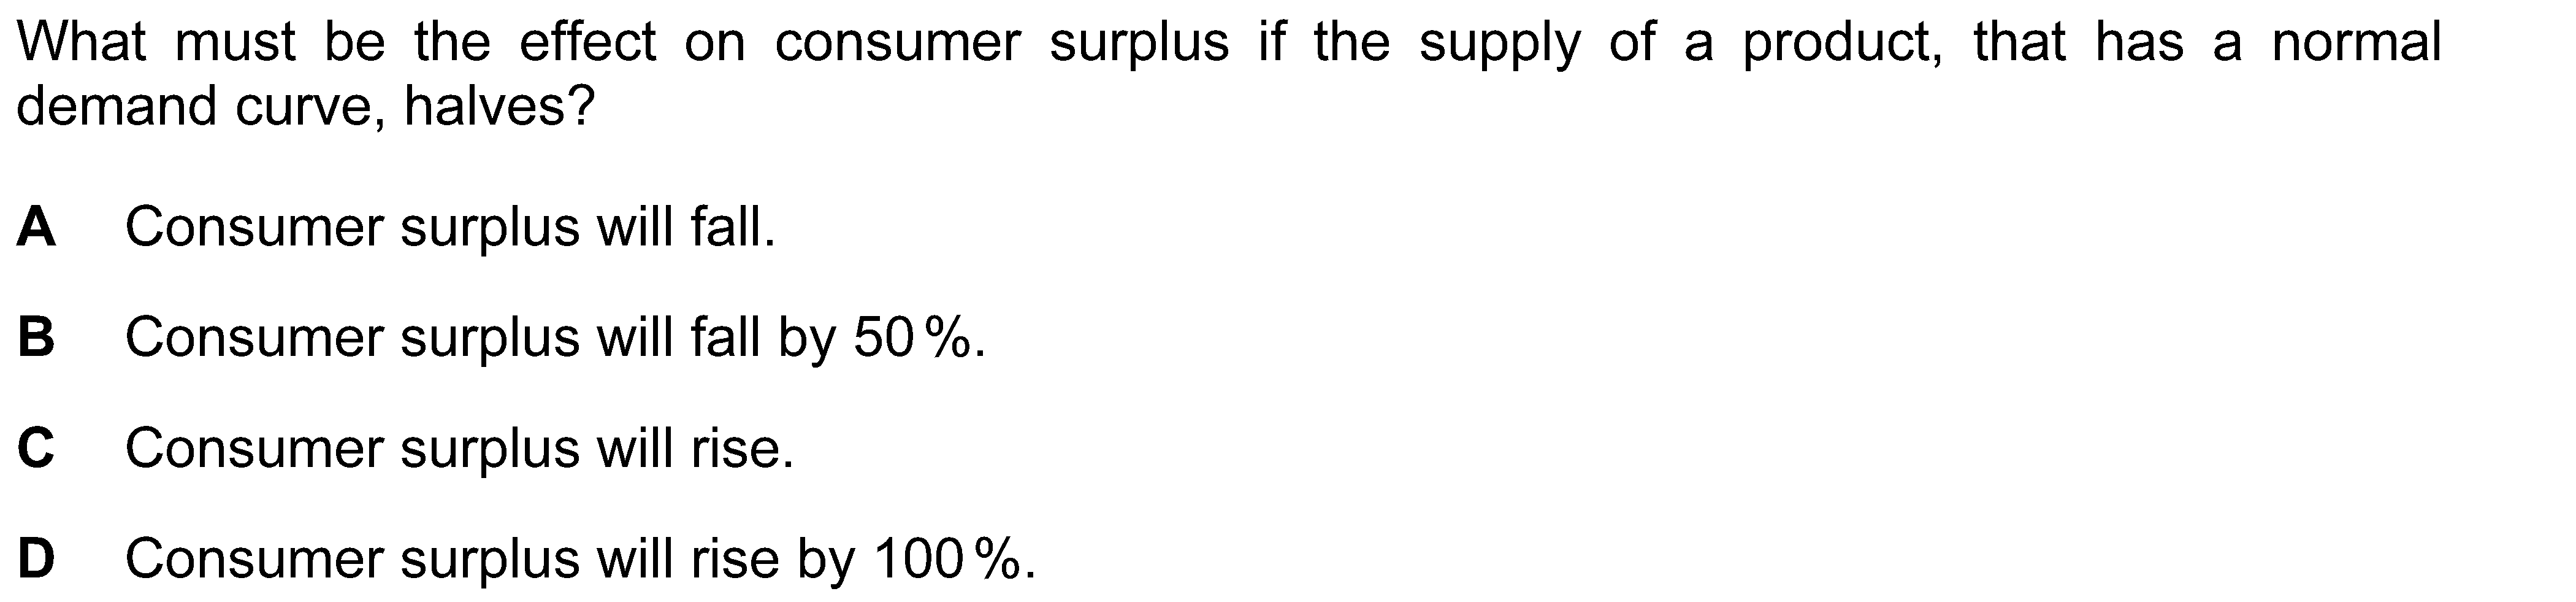 What must be the effect on consumer surplus if the supply of a product, that has a normal
demand curve, halves?
A Consumer surplus will fall.
B Consumer surplus will fall by 50%.
C Consumer surplus will rise.
D Consumer surplus will rise by 100%.